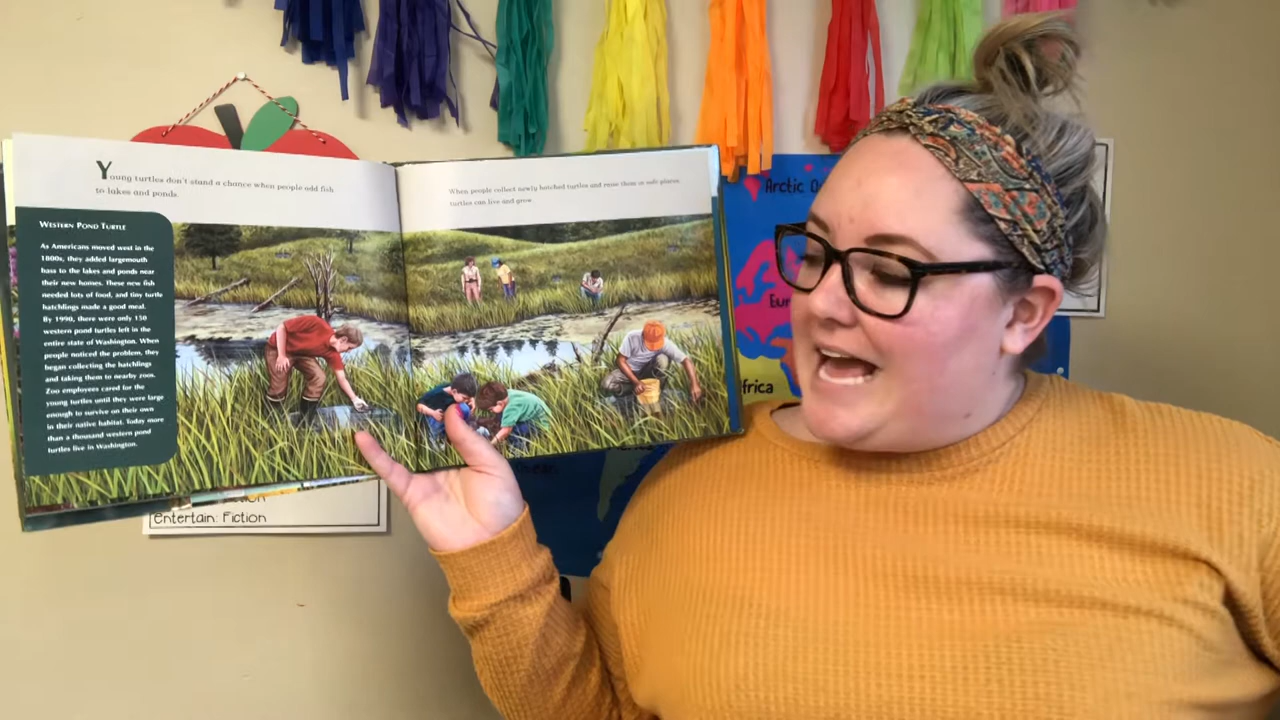 Young turtles don't stand a chance when people add fish
to lakes and ponds.
WESTERN POND TURTLE
As Americans moved west in the
1800s, they added largemouth
bass to the lakes and ponds near
their new homes. These new fish
needed lots of food, and tiny turtle
hatchlings made a good meal.
By 1990, there were only 150
western pond turtles left in the
entire state of Washington. When
people noticed the problem, they
began collecting the hatchlings
and taking them to nearby zoos.
Zoo employees cared for the
young turtles until they were large
enough to survive on their own
in their native habitat. Today more
than a thousand western pond
turtles live in Washington.
When people collect newly hatched turtles and raise them in safe places,
turtles can live and grow.
Entertain: Fiction
Arctic O
Eur
frica